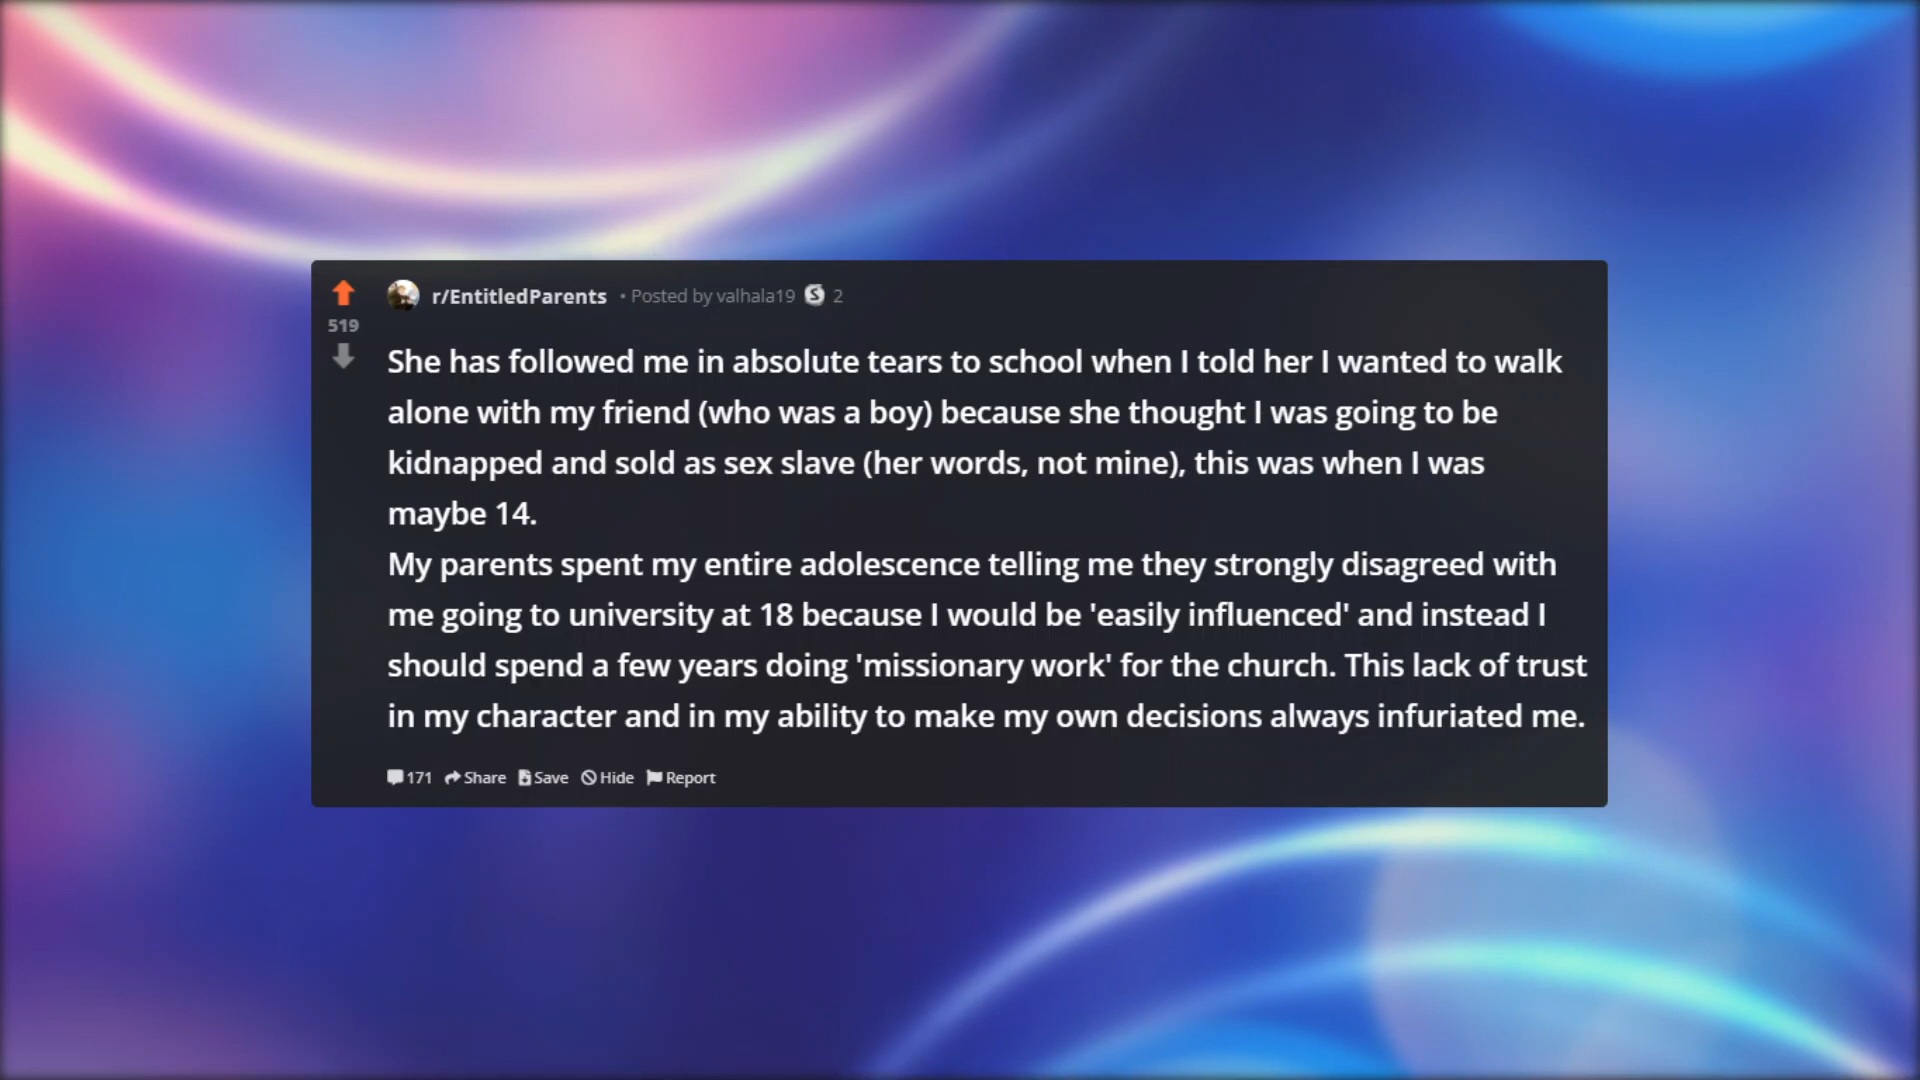 r/EntitledParents • Posted by valhala19 S 2
519
She has followed me in absolute tears to school when I told her I wanted to walk
alone with my friend (who was a boy) because she thought I was going to be
kidnapped and sold as sex slave (her words, not mine), this was when I was
maybe 14.
My parents spent my entire adolescence telling me they strongly disagreed with
me going to university at 18 because I would be 'easily influenced' and instead I
should spend a few years doing 'missionary work' for the church. This lack of trust
in my character and in my ability to make my own decisions always infuriated me.
171 Share Save Hide Report